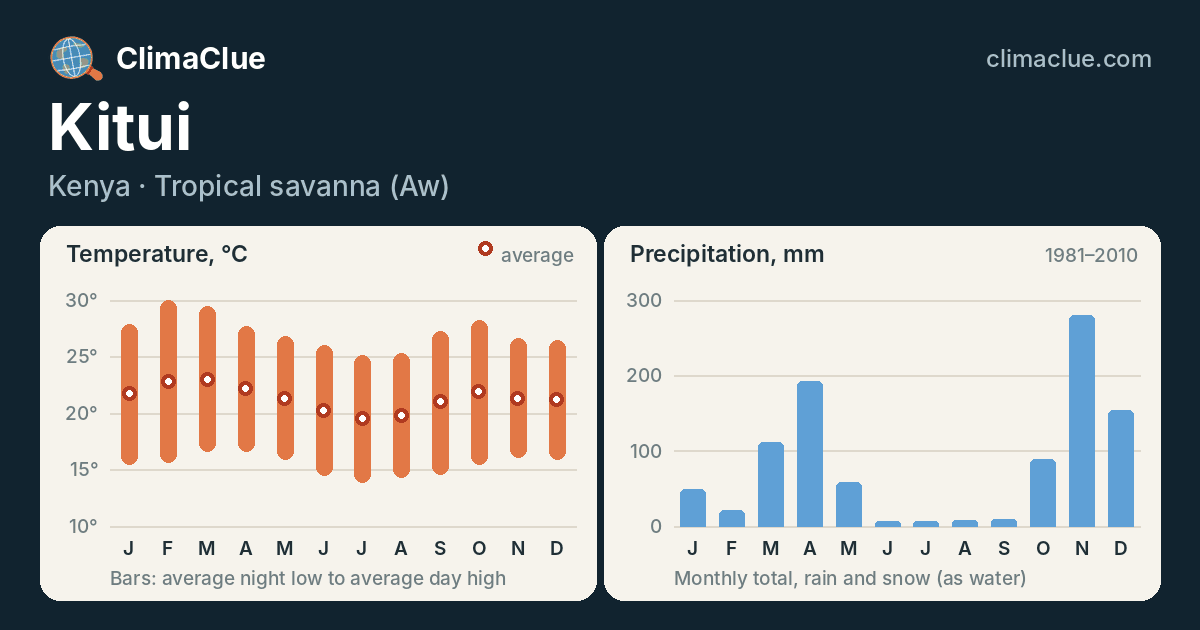 ClimaClue
climaclue.com
Kitui
Kenya · Tropical savanna (Aw)
Temperature, °C
average
30°
25°
20°
15°
10°
J F M A M J J A S O N D
Bars: average night low to average day high
Precipitation, mm
1981–2010
300
200
100
0
J F M A M J J A S O N D
Monthly total, rain and snow (as water)